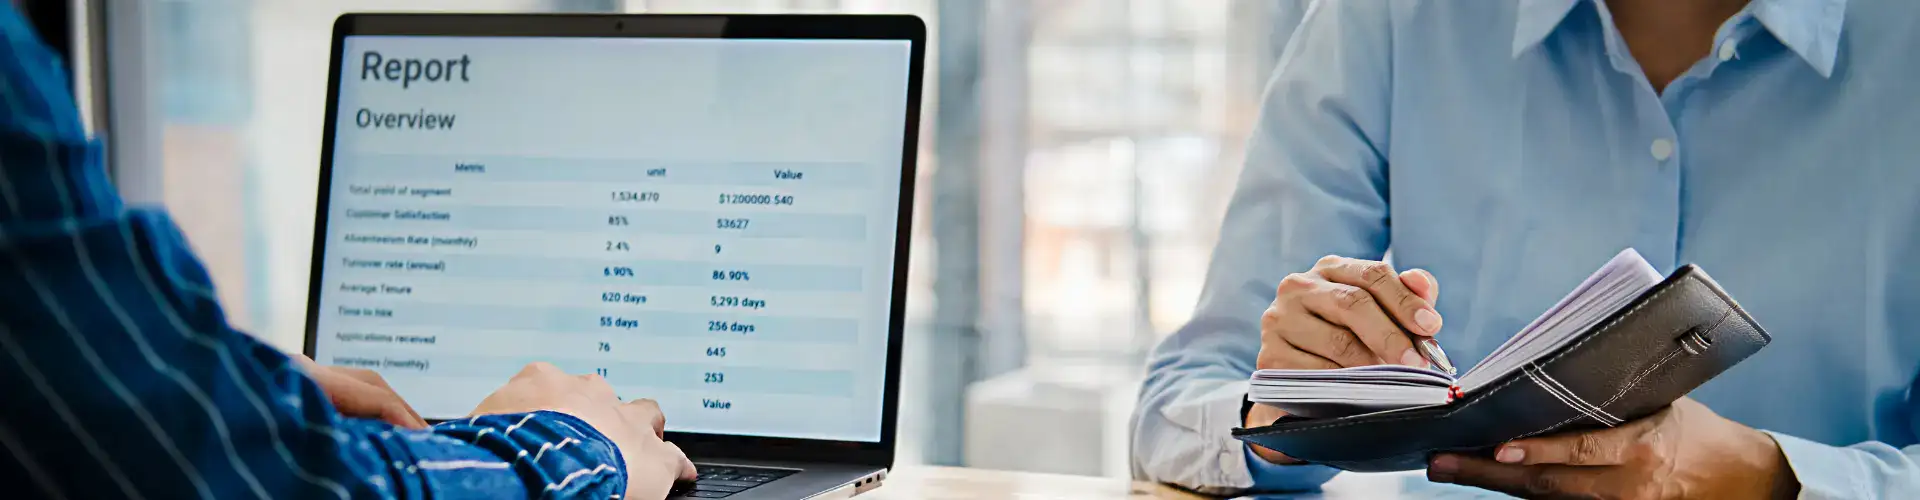 Report
Overview
Metric unit Value
Total yield of segment 1,534,870 $1200000.540
Customer Satisfaction 85% 53627
Absenteeism Rate (monthly) 2.4% 9
Turnover rate (annual) 6.90% 86.90%
Average Tenure 620 days 5,293 days
Time to hire 55 days 256 days
Applications received 76 645
Interviews (monthly) 11 253
Value